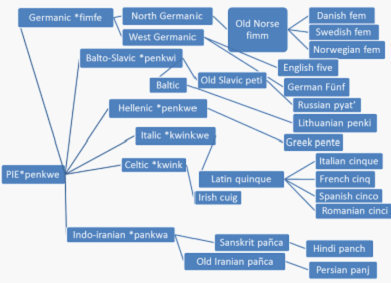 Germanic *fimfe
North Germanic
West Germanic
Old Norse
fimm
Danish fem
Swedish fem
Norwegian fem
Balto-Slavic *penkwi
Baltic
Old Slavic peti
English five
German Fünf
Russian pyat'
Lithuanian penki
Hellenic *penkwe
Greek pente
Italic *kwinkwe
Celtic *kwink
Latin quinque
Irish cuig
Italian cinque
French cinq
Spanish cinco
Romanian cinci
PIE*penkwe
Indo-iranian *pankwa
Sanskrit pañca
Old Iranian pañca
Hindi panch
Persian panj